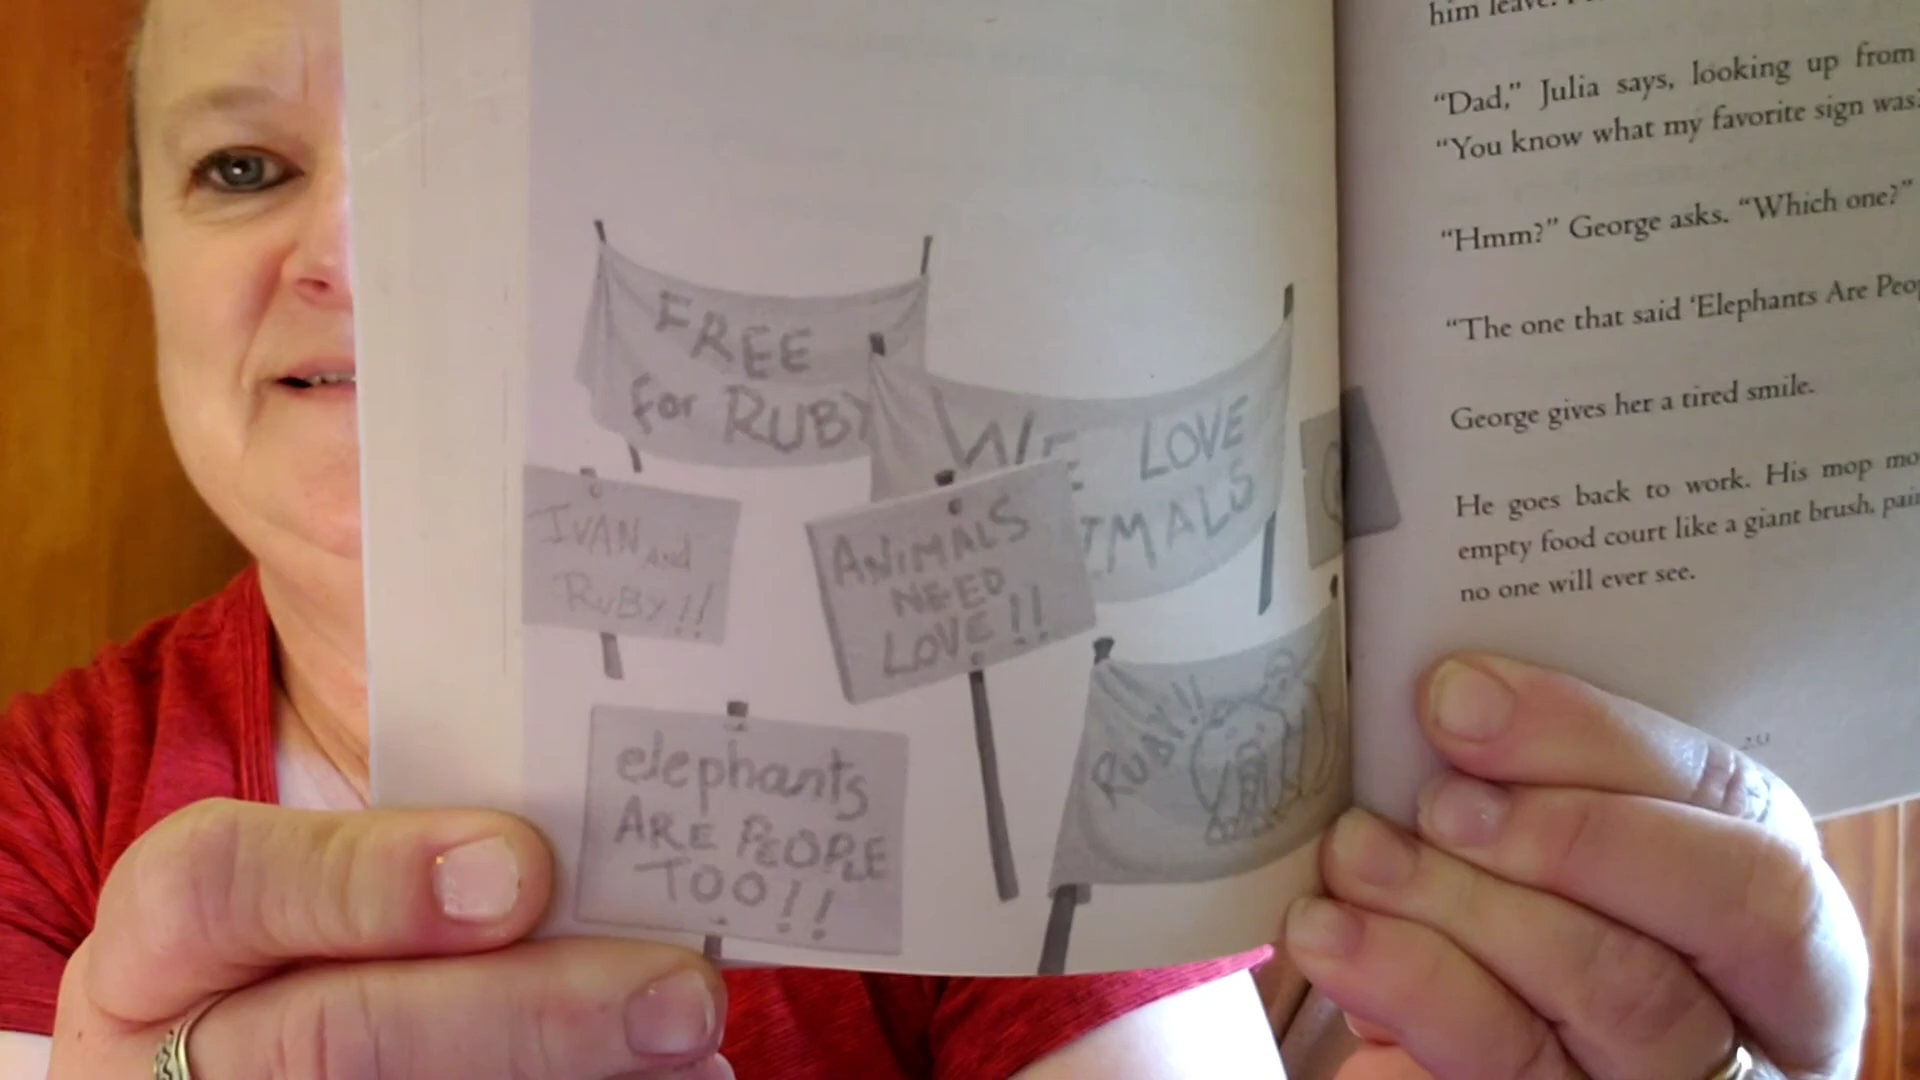 FREE
for RUBY
WE LOVE
IMALS
IVAN AND
RUBY!!
ANIMALS
NEED
LOVE!!
RUBY!!
elephants
ARE PEOPLE
TOO!!
him leave.
“Dad,” Julia says, looking up from
“You know what my favorite sign was?
“Hmm?” George asks. “Which one?”
“The one that said ‘Elephants Are Peop
George gives her a tired smile.
He goes back to work. His mop mo
empty food court like a giant brush, pain
no one will ever see.